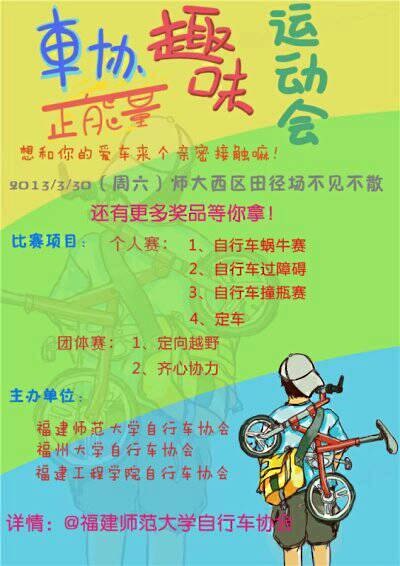 車协、趣味运动会
正能量
想和你的爱车来个亲密接触嘛！
2013/3/30（周六）师大西区田径场不见不散
还有更多奖品等你拿！
比赛项目： 个人赛： 1、自行车蜗牛赛
2、自行车过障碍
3、自行车撞瓶赛
4、定车
团体赛： 1、定向越野
2、齐心协力
主办单位：
福建师范大学自行车协会
福州大学自行车协会
福建工程学院自行车协会
详情：@福建师范大学自行车协会